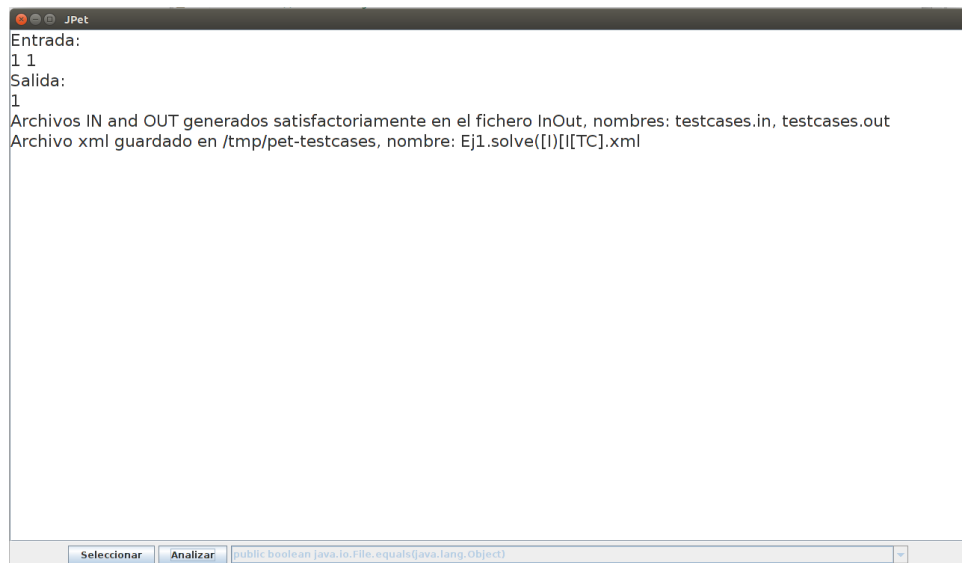 JPet
Entrada:
1 1
Salida:
1
Archivos IN and OUT generados satisfactoriamente en el fichero InOut, nombres: testcases.in, testcases.out
Archivo xml guardado en /tmp/pet-testcases, nombre: Ej1.solve([I)[I[TC].xml
Seleccionar Analizar public boolean java.io.File.equals(java.lang.Object)